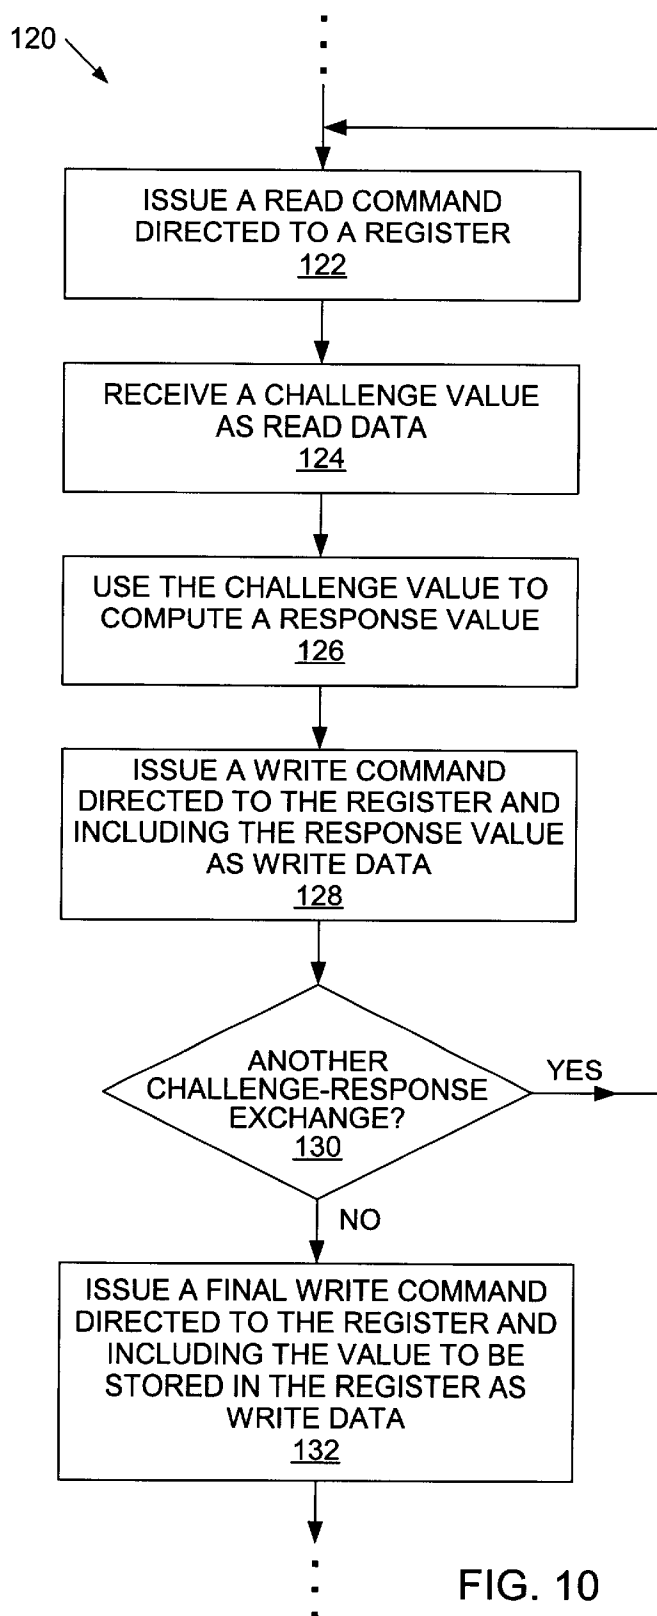 120
ISSUE A READ COMMAND
DIRECTED TO A REGISTER
122
RECEIVE A CHALLENGE VALUE
AS READ DATA
124
USE THE CHALLENGE VALUE TO
COMPUTE A RESPONSE VALUE
126
ISSUE A WRITE COMMAND
DIRECTED TO THE REGISTER AND
INCLUDING THE RESPONSE VALUE
AS WRITE DATA
128
ANOTHER
CHALLENGE-RESPONSE
EXCHANGE?
130
YES
NO
ISSUE A FINAL WRITE COMMAND
DIRECTED TO THE REGISTER AND
INCLUDING THE VALUE TO BE
STORED IN THE REGISTER AS
WRITE DATA
132
FIG. 10